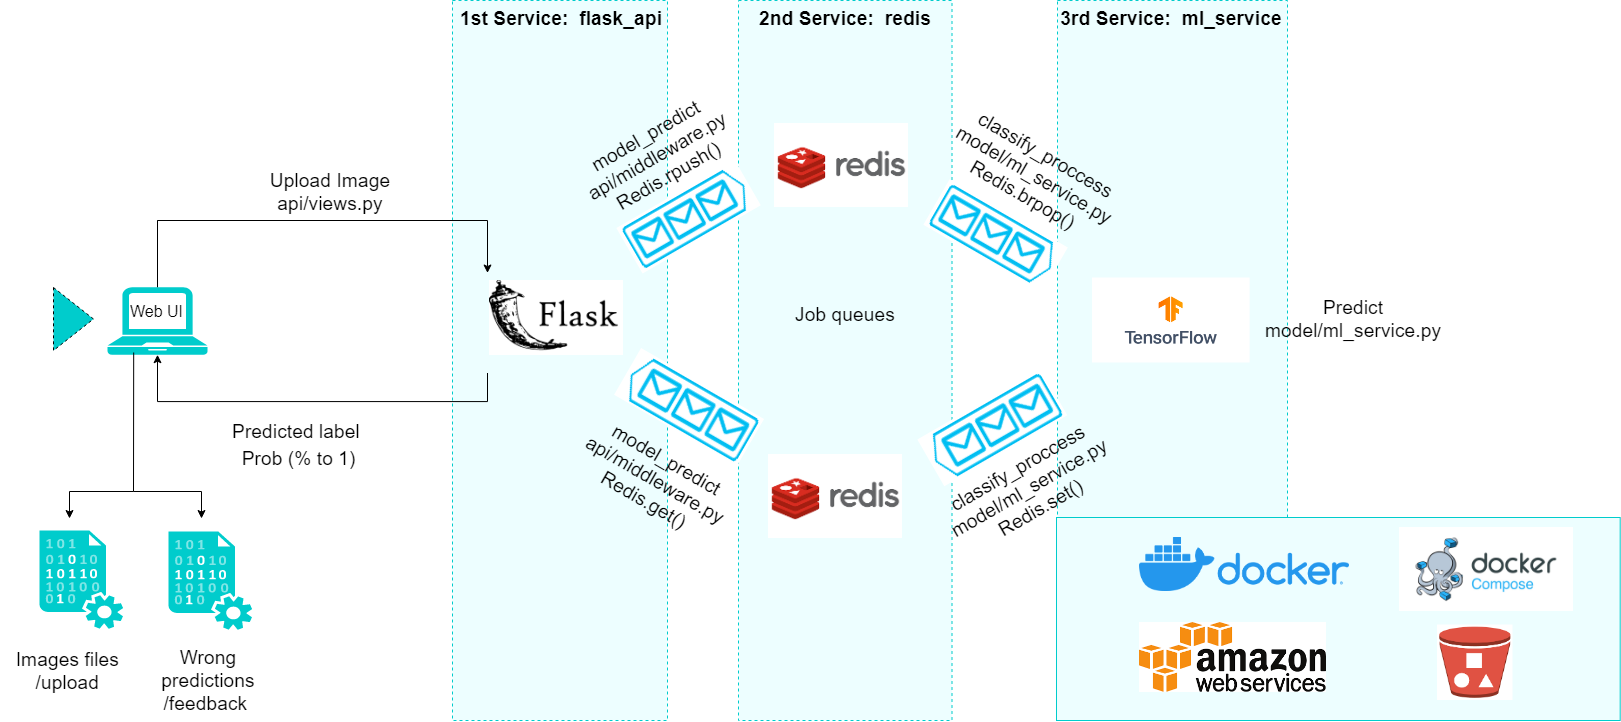 1st Service:  flask_api
2nd Service:  redis
3rd Service:  ml_service
model_predict
api/middleware.py
Redis.rpush()
redis
classify_proccess
model/ml_service.py
Redis.brpop()
Upload Image
api/views.py
Web UI
Flask
Job queues
TensorFlow
Predict
model/ml_service.py
Predicted label
Prob (% to 1)
model_predict
api/middleware.py
Redis.get()
redis
classify_proccess
model/ml_service.py
Redis.set()
101
01010
10110
10100
010
101
01010
10110
10100
010
Images files
/upload
Wrong
predictions
/feedback
docker
docker
Compose
amazon
web services